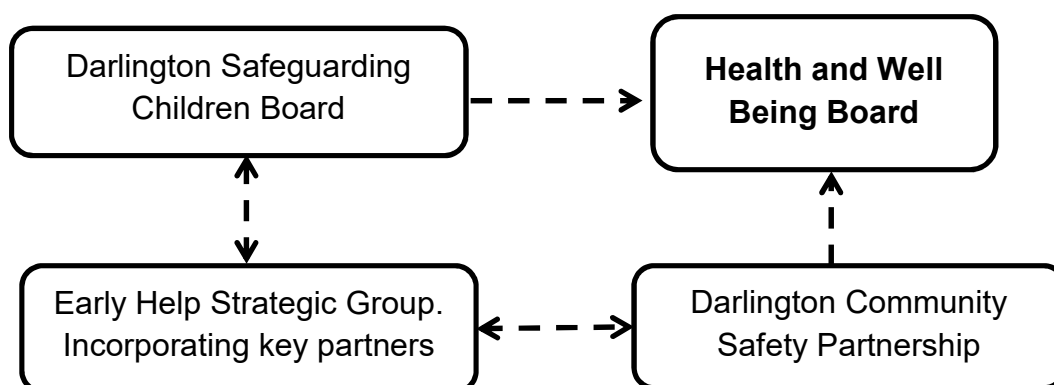 Darlington Safeguarding
Children Board
Health and Well
Being Board
Early Help Strategic Group.
Incorporating key partners
Darlington Community
Safety Partnership